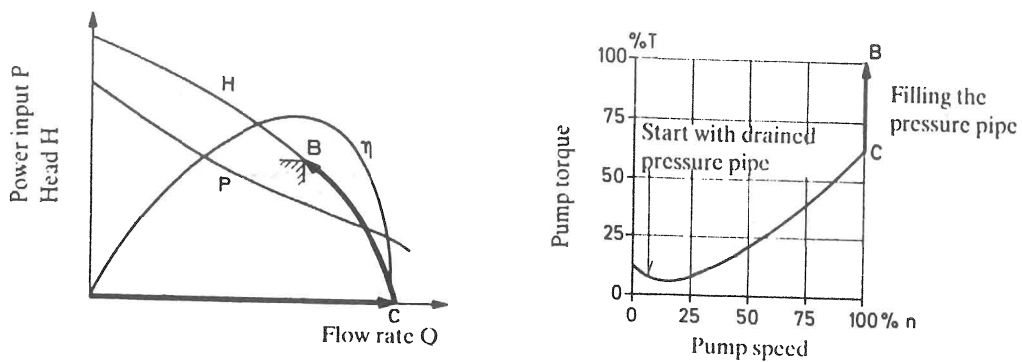 Power input P
Head H
H
B
η
P
C
Flow rate Q
%T
100
75
50
25
0
Pump torque
Start with drained
pressure pipe
B
Filling the
pressure pipe
C
0
25
50
75
100% n
Pump speed